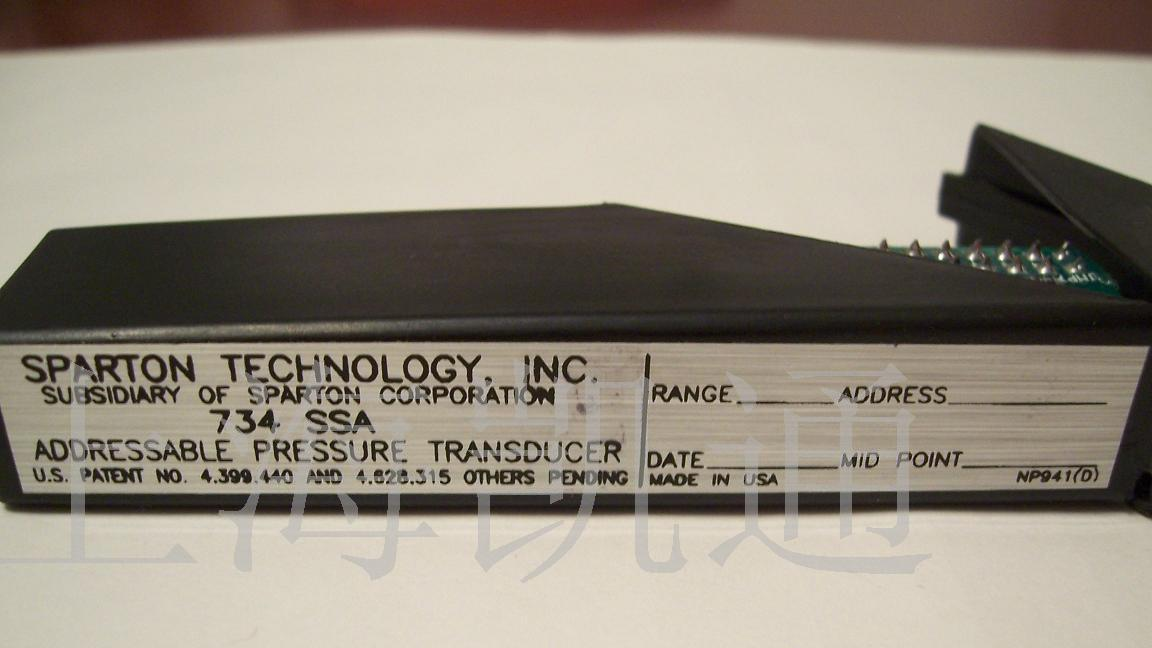 SPARTON TECHNOLOGY, INC.
SUBSIDIARY OF SPARTON CORPORATION
734 SSA
ADDRESSABLE PRESSURE TRANSDUCER
U.S. PATENT NO. 4.399.440 AND 4.628.315 OTHERS PENDING
RANGE ADDRESS
DATE MID POINT
MADE IN USA NP941(D)
上海凯通